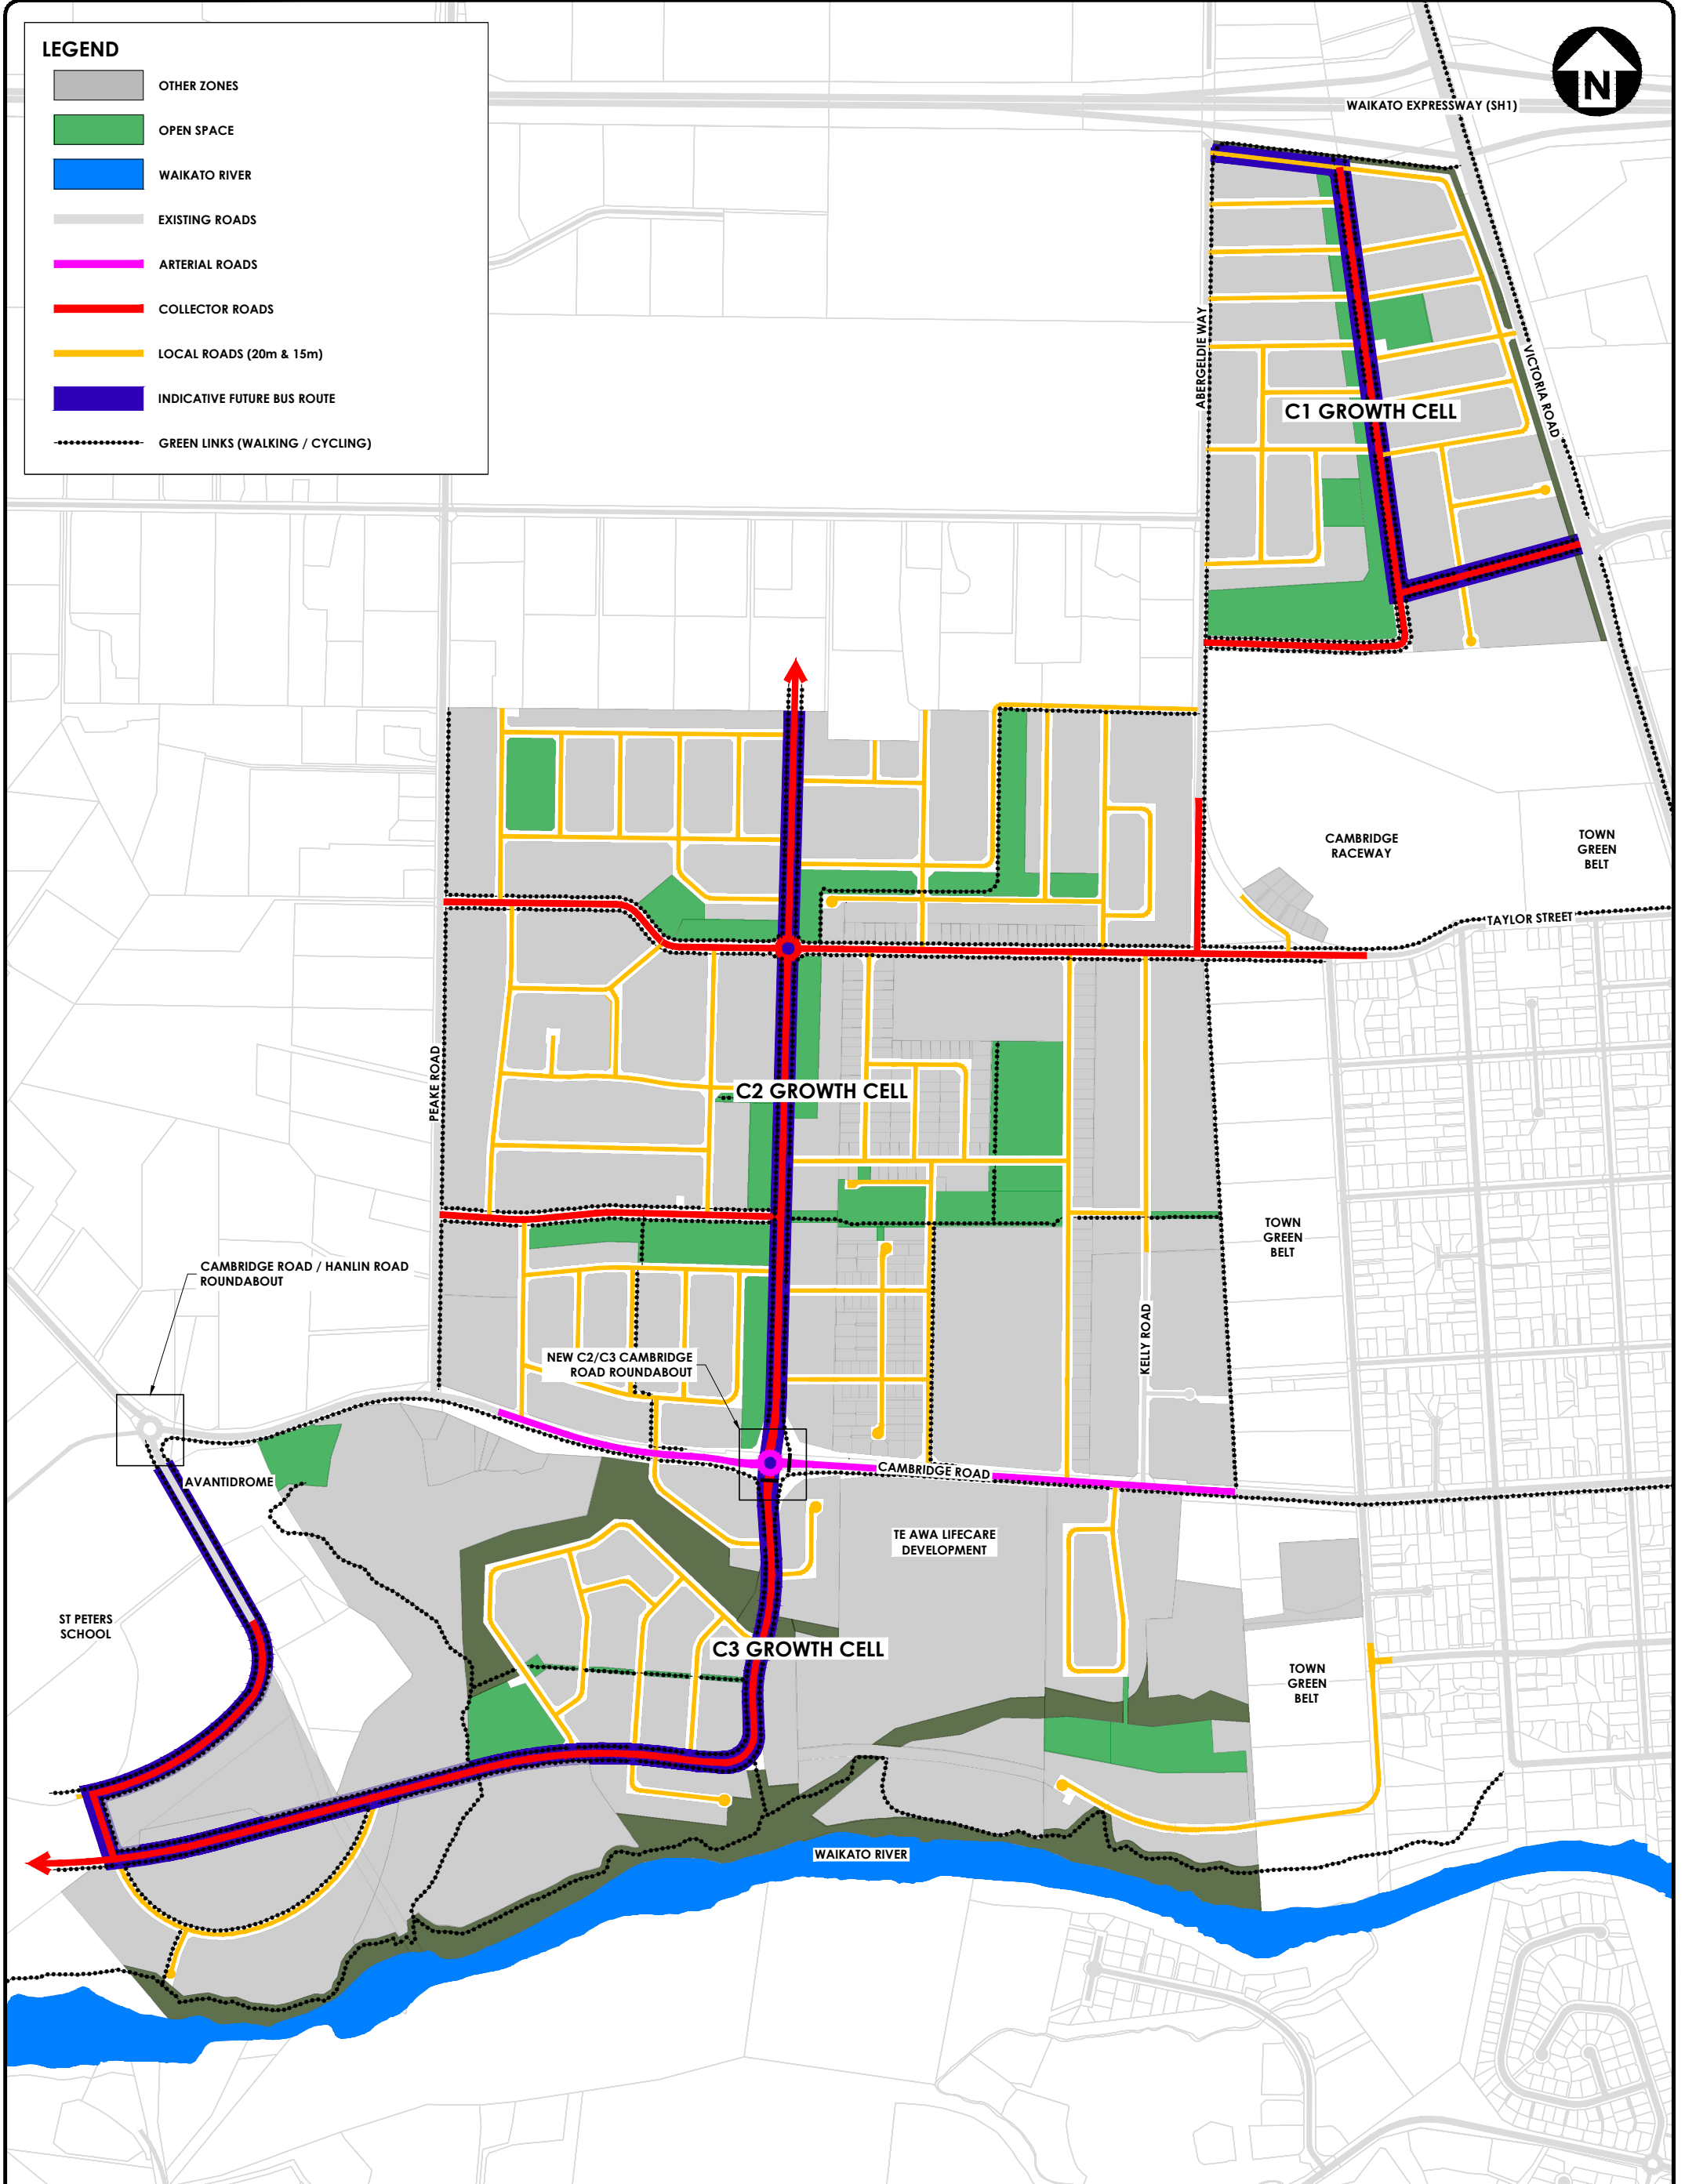 LEGEND
OTHER ZONES
OPEN SPACE
WAIKATO RIVER
EXISTING ROADS
ARTERIAL ROADS
COLLECTOR ROADS
LOCAL ROADS (20m & 15m)
INDICATIVE FUTURE BUS ROUTE
GREEN LINKS (WALKING / CYCLING)
N
WAIKATO EXPRESSWAY (SH1)
ABERGELDIE WAY
VICTORIA ROAD
C1 GROWTH CELL
CAMBRIDGE
RACEWAY
TOWN
GREEN
BELT
TAYLOR STREET
PEAKE ROAD
C2 GROWTH CELL
TOWN
GREEN
BELT
CAMBRIDGE ROAD / HANLIN ROAD
ROUNDABOUT
KELLY ROAD
NEW C2/C3 CAMBRIDGE
ROAD ROUNDABOUT
CAMBRIDGE ROAD
AVANTIDROME
TE AWA LIFECARE
DEVELOPMENT
ST PETERS
SCHOOL
C3 GROWTH CELL
TOWN
GREEN
BELT
WAIKATO RIVER